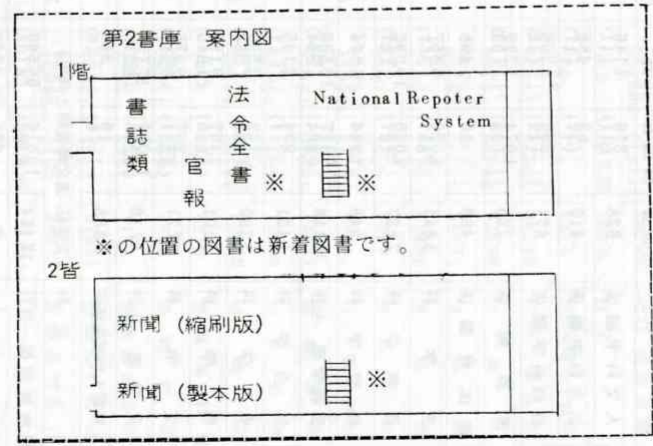 第2書庫　案内図
1階
書誌類
官報
法令全書
National Repoter
System
※
※
※の位置の図書は新着図書です。
2皆
新聞（縮刷版）
新聞（製本版）
※